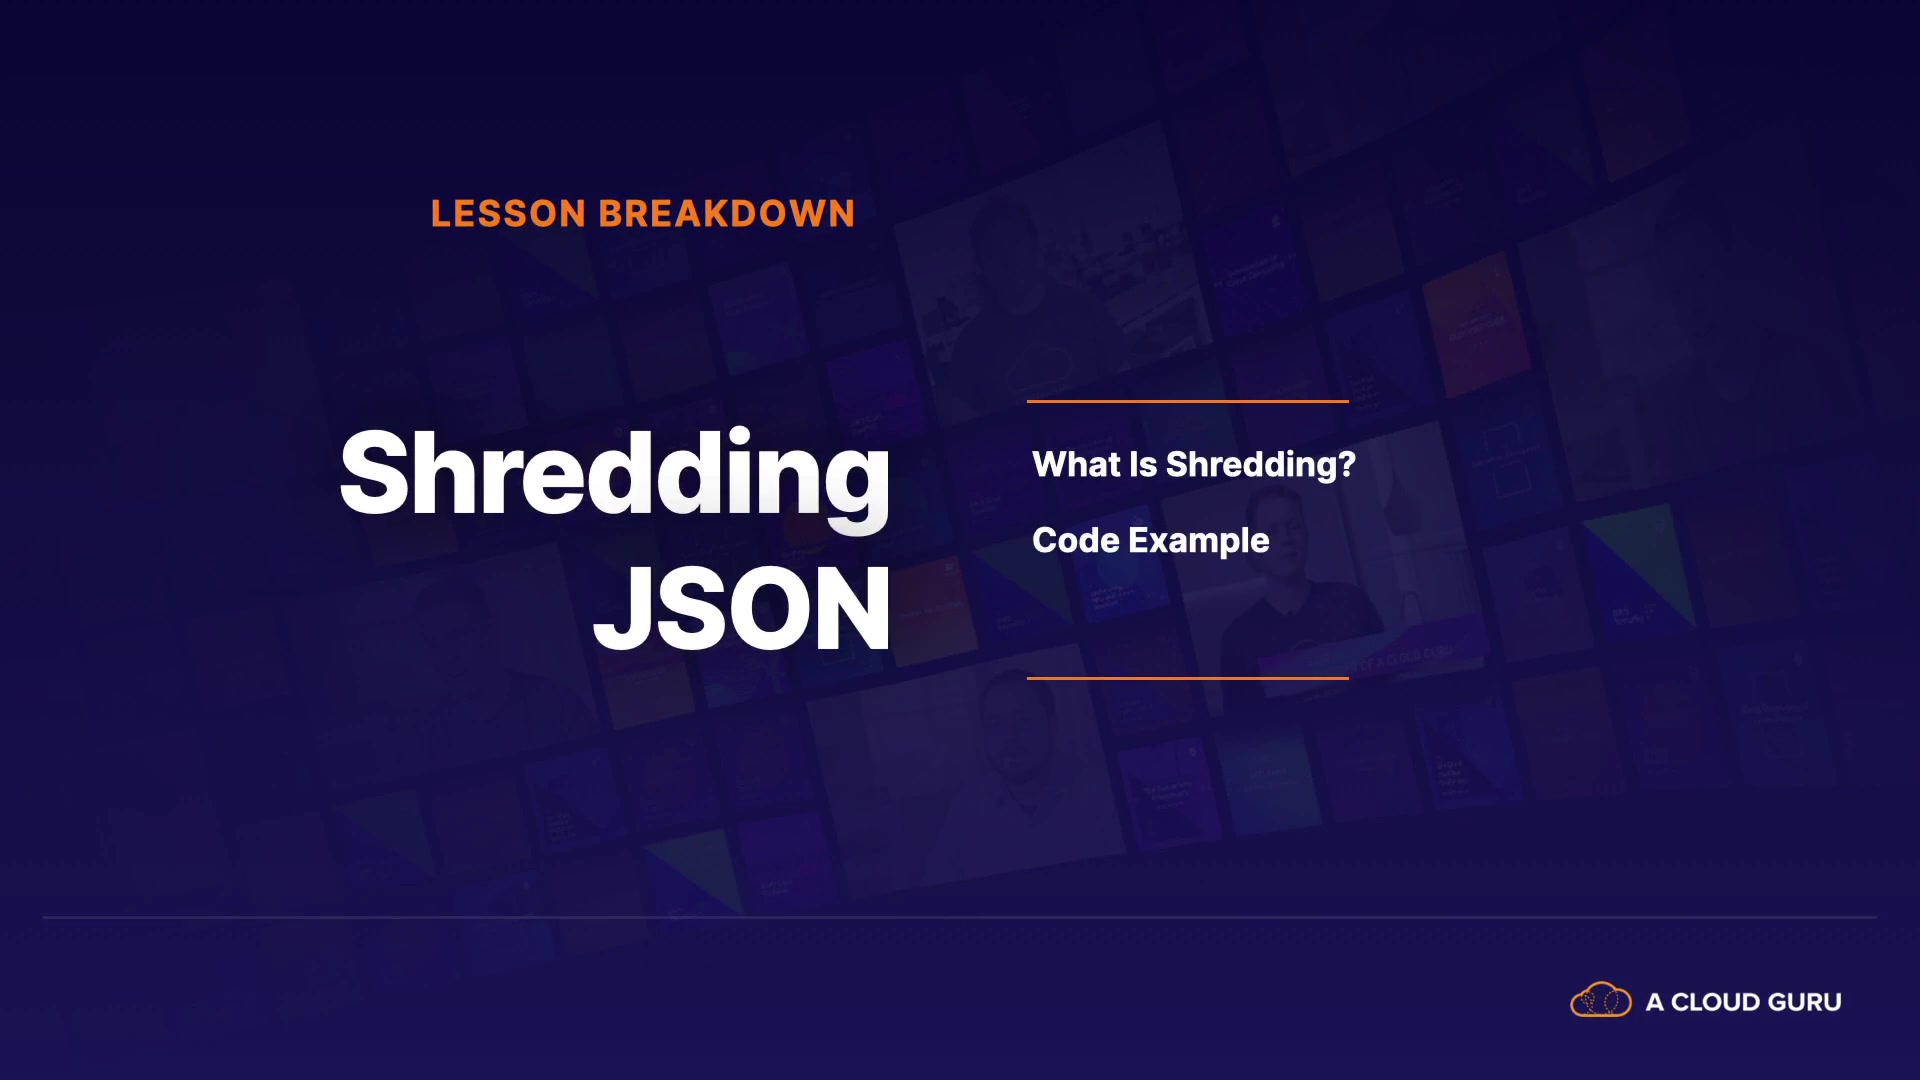 LESSON BREAKDOWN
Shredding
JSON
What Is Shredding?
Code Example
A CLOUD GURU